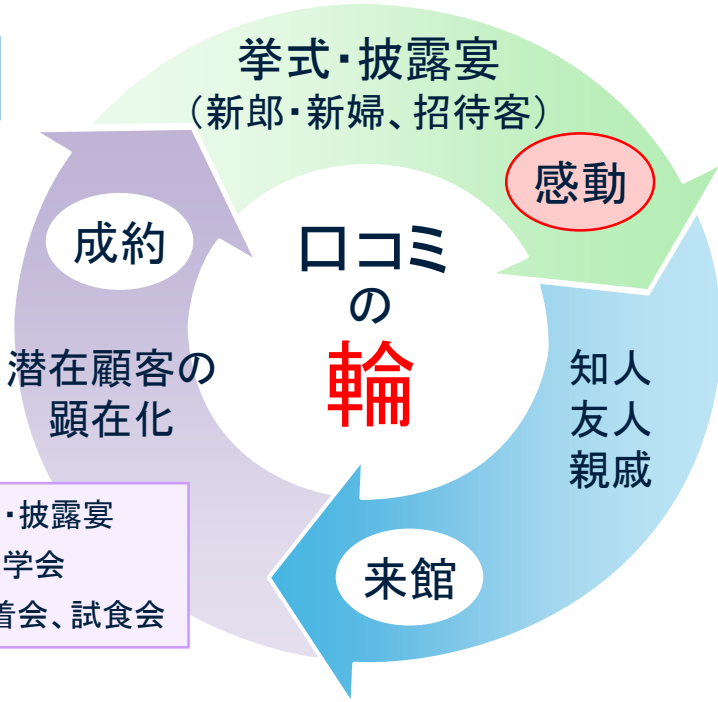 挙式・披露宴
（新郎・新婦、招待客）
感動
成約
口コミ
の
輪
潜在顧客の
顕在化
知人
友人
親戚
・披露宴
学会
着会、試食会
来館